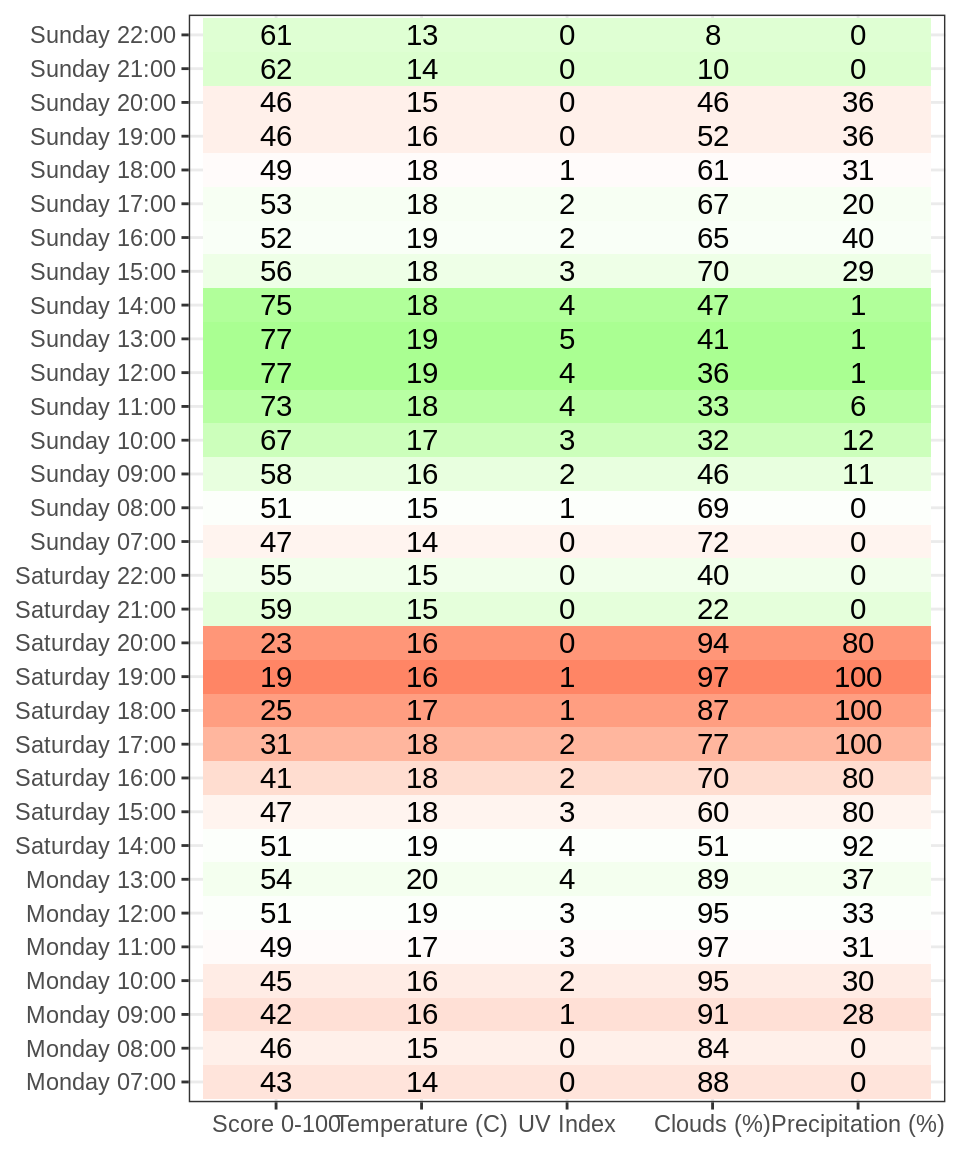 Sunday 22:00 61 13 0 8 0
Sunday 21:00 62 14 0 10 0
Sunday 20:00 46 15 0 46 36
Sunday 19:00 46 16 0 52 36
Sunday 18:00 49 18 1 61 31
Sunday 17:00 53 18 2 67 20
Sunday 16:00 52 19 2 65 40
Sunday 15:00 56 18 3 70 29
Sunday 14:00 75 18 4 47 1
Sunday 13:00 77 19 5 41 1
Sunday 12:00 77 19 4 36 1
Sunday 11:00 73 18 4 33 6
Sunday 10:00 67 17 3 32 12
Sunday 09:00 58 16 2 46 11
Sunday 08:00 51 15 1 69 0
Sunday 07:00 47 14 0 72 0
Saturday 22:00 55 15 0 40 0
Saturday 21:00 59 15 0 22 0
Saturday 20:00 23 16 0 94 80
Saturday 19:00 19 16 1 97 100
Saturday 18:00 25 17 1 87 100
Saturday 17:00 31 18 2 77 100
Saturday 16:00 41 18 2 70 80
Saturday 15:00 47 18 3 60 80
Saturday 14:00 51 19 4 51 92
Monday 13:00 54 20 4 89 37
Monday 12:00 51 19 3 95 33
Monday 11:00 49 17 3 97 31
Monday 10:00 45 16 2 95 30
Monday 09:00 42 16 1 91 28
Monday 08:00 46 15 0 84 0
Monday 07:00 43 14 0 88 0
Score 0-100 Temperature (C) UV Index Clouds (%) Precipitation (%)